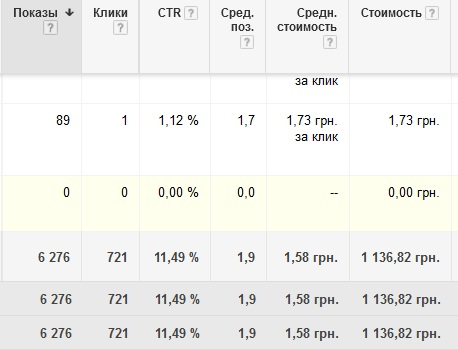 Показы ↓ Клики CTR ? Сред. Средн. Стоимость ?
? ? поз. стоимость
? ?
за клик
89 1 1,12 % 1,7 1,73 грн. 1,73 грн.
за клик
0 0 0,00 % 0,0 -- 0,00 грн.
6 276 721 11,49 % 1,9 1,58 грн. 1 136,82 грн.
6 276 721 11,49 % 1,9 1,58 грн. 1 136,82 грн.
6 276 721 11,49 % 1,9 1,58 грн. 1 136,82 грн.